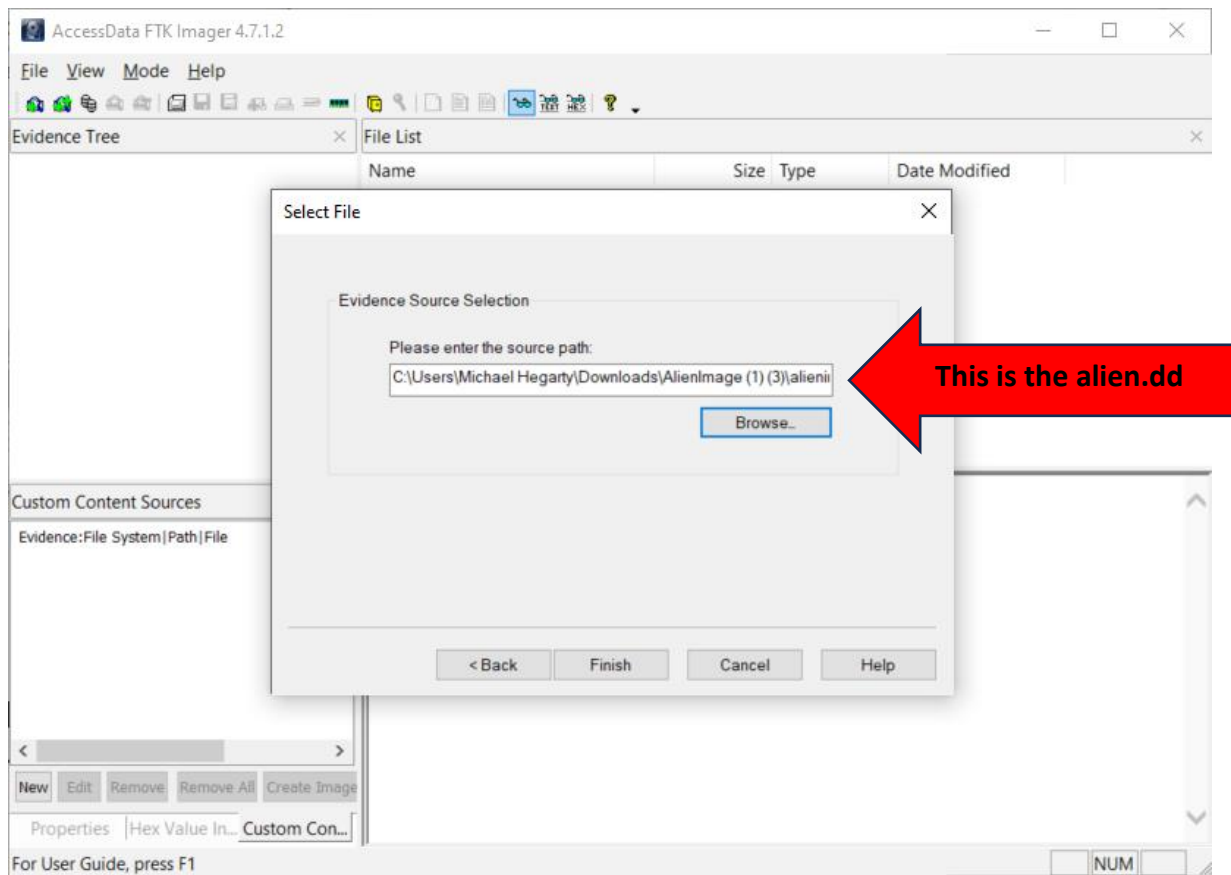 AccessData FTK Imager 4.7.1.2
File View Mode Help
TEXT HEX
Evidence Tree
File List
Name Size Type Date Modified
Select File
Evidence Source Selection
Please enter the source path:
C:\Users\Michael Hegarty\Downloads\AlienImage (1) (3)\alienii
This is the alien.dd
Browse...
Custom Content Sources
Evidence:File System|Path|File
< Back Finish Cancel Help
New Edit Remove Remove All Create Image
Properties Hex Value In... Custom Con...
For User Guide, press F1
NUM